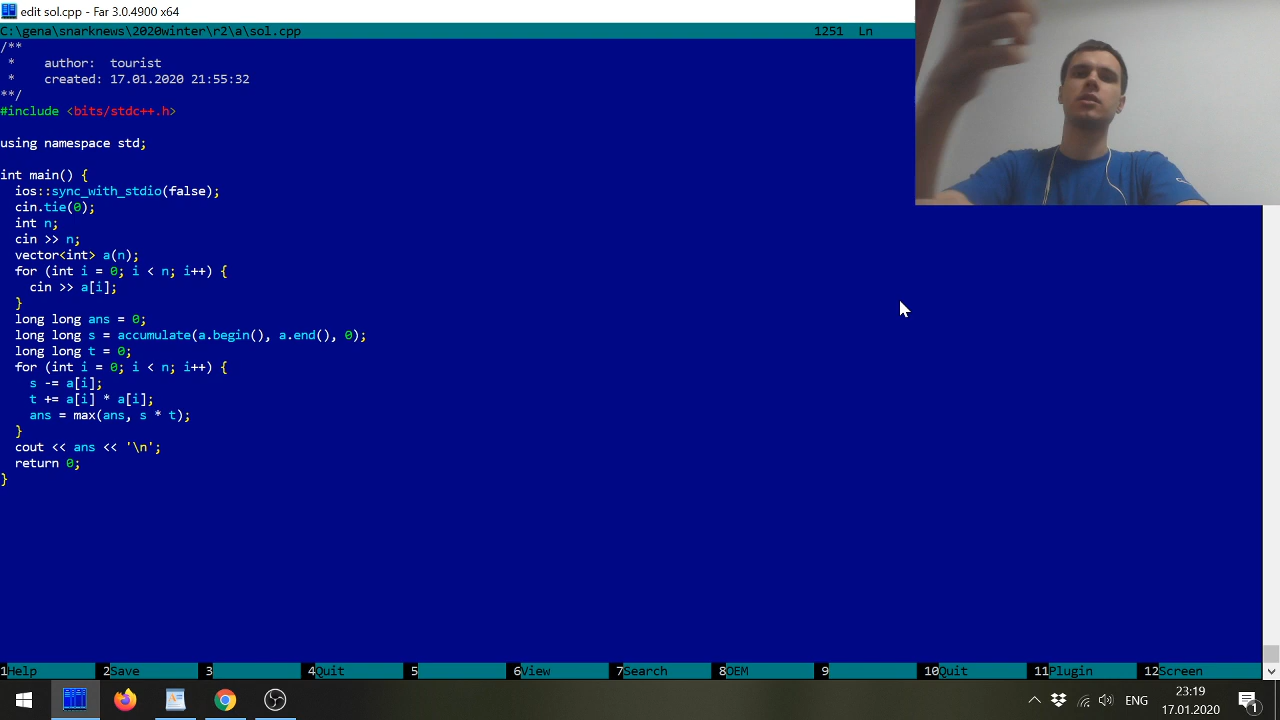 edit sol.cpp - Far 3.0.4900 x64
C:\gena\snarknews\2020winter\r2\a\sol.cpp 1251 Ln
/**
 *    author:  tourist
 *    created: 17.01.2020 21:55:32
**/
#include <bits/stdc++.h>
using namespace std;
int main() {
  ios::sync_with_stdio(false);
  cin.tie(0);
  int n;
  cin >> n;
  vector<int> a(n);
  for (int i = 0; i < n; i++) {
    cin >> a[i];
  }
  long long ans = 0;
  long long s = accumulate(a.begin(), a.end(), 0);
  long long t = 0;
  for (int i = 0; i < n; i++) {
    s -= a[i];
    t += a[i] * a[i];
    ans = max(ans, s * t);
  }
  cout << ans << '\n';
  return 0;
}
1Help 2Save 3 4Quit 5 6View 7Search 8OEM 9 10Quit 11Plugin 12Screen
ENG 23:19
17.01.2020 1